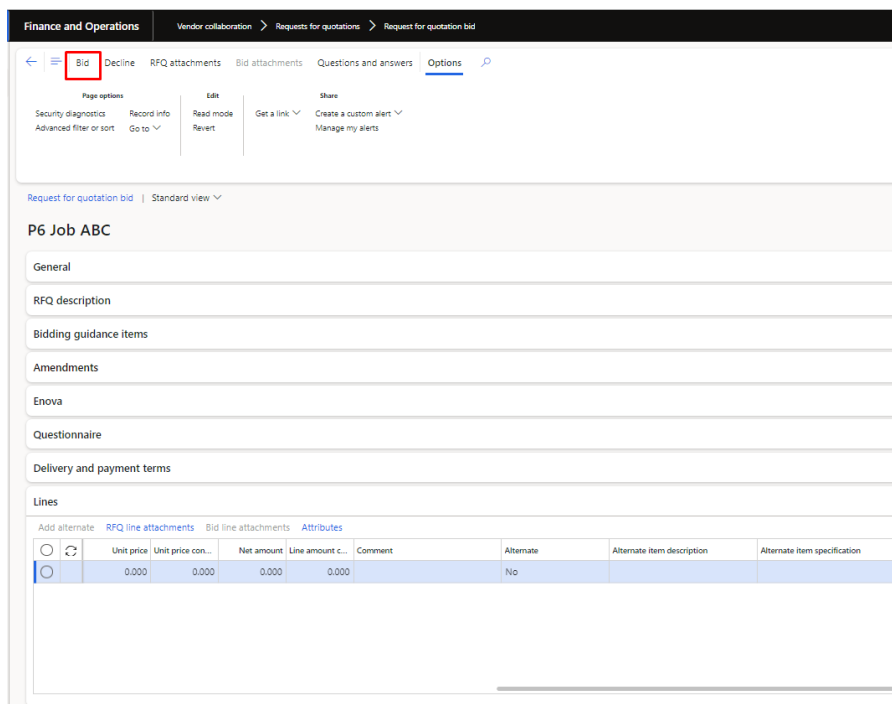 Finance and Operations Vendor collaboration Requests for quotations Request for quotation bid
Bid Decline RFQ attachments Bid attachments Questions and answers Options
Page options Edit Share
Security diagnostics Record info Read mode Get a link Create a custom alert
Advanced filter or sort Go to Revert Manage my alerts
Request for quotation bid | Standard view
P6 Job ABC
General
RFQ description
Bidding guidance items
Amendments
Enova
Questionnaire
Delivery and payment terms
Lines
Add alternate RFQ line attachments Bid line attachments Attributes
Unit price Unit price con... Net amount Line amount c... Comment Alternate Alternate item description Alternate item specification
0.000 0.000 0.000 0.000 No